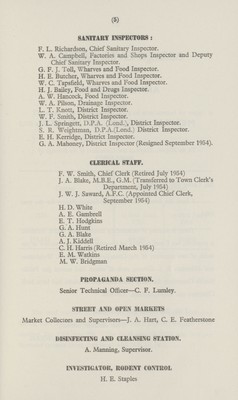 (5)
SANITARY INSPECTORS :
F. L. Richardson, Chief Sanitary Inspector.
W. A. Campbell, Factories and Shops Inspector and Deputy
Chief Sanitary Inspector.
G. F. J. Toll, Wharves and Food Inspector.
H. E. Butcher, Wharves and Food Inspector.
W. C. Tapsfield, Wharves and Food Inspector.
H. J. Bailey, Food and Drugs Inspector.
A. W. Hancock, Food Inspector.
W. A. Pilson, Drainage Inspector.
L. T. Knott, District Inspector.
W. F. Smith, District Inspector.
J. L. Springett, D.P.A. (Lond.), District Inspector.
S. R. Weightman, D.P.A.(Lond.) District Inspector.
E. H. Kerridge, District Inspector.
G. A. Mahoney, District Inspector (Resigned September 1954).
CLERICAL STAFF.
F. W. Smith, Chief Clerk (Retired July 1954)
J. A. Blake, M.B.E., G.M. (Transferred to Town Clerk's
Department, July 1954)
J. W. J. Saward, A.F.C. (Appointed Chief Clerk,
September 1954)
H. D. White
A. E. Gambrell
E. T. Hodgkins
G. A. Hunt
G. A. Blake
A. J. Kiddell
C. H. Harris (Retired March 1954)
E. M. Watkins
M. W. Bridgman
PROPAGANDA SECTION.
Senior Technical Officer—C. F. Lumley.
STREET AND OPEN MARKETS
Market Collectors and Supervisors—J. A. Hart, C. E. Featherstone
DISINFECTING AND CLEANSING STATION.
A. Manning, Supervisor.
INVESTIGATOR, RODENT CONTROL
H. E. Staples